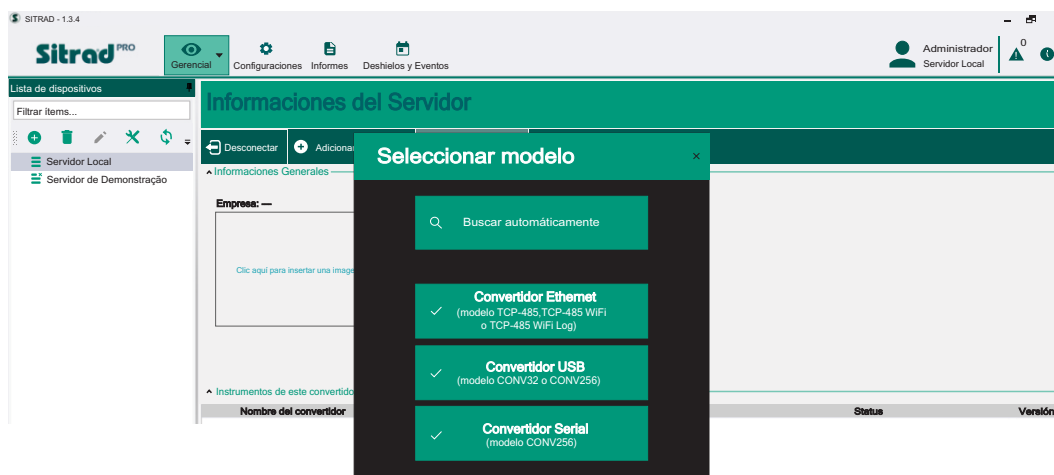 SITRAD - 1.3.4
Sitrad PRO
Gerencial
Configuraciones
Informes
Deshielos y Eventos
Administrador
Servidor Local
0
Lista de dispositivos
Filtrar ítems...
Servidor Local
Servidor de Demonstração
Informaciones del Servidor
Desconectar
Adiciona
Informaciones Generales
Empresa: —
Clic aquí para insertar una image
Instrumentos de este convertido
Nombre del convertidor
Status
Versión
Seleccionar modelo
Buscar automáticamente
Convertidor Ethernet
(modelo TCP-485,TCP-485 WiFi
o TCP-485 WiFi Log)
Convertidor USB
(modelo CONV32 o CONV256)
Convertidor Serial
(modelo CONV256)